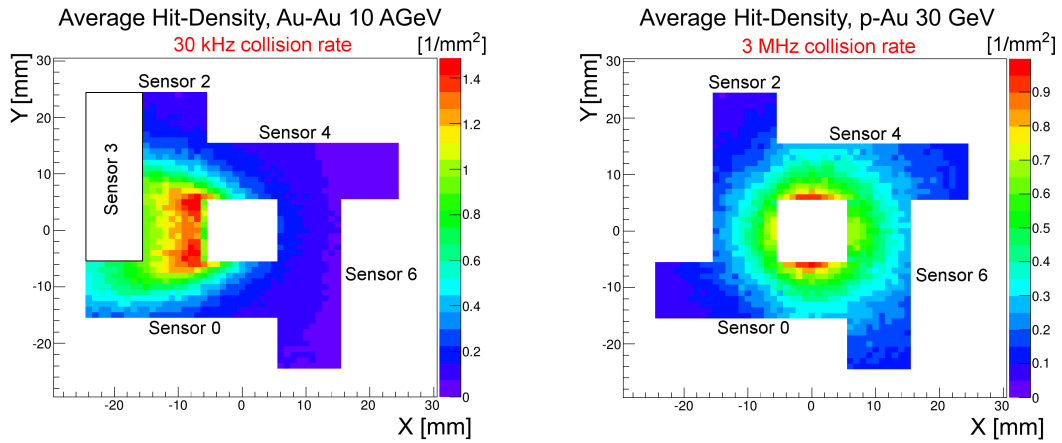 Average Hit-Density, Au-Au 10 AGeV
30 kHz collision rate
[1/mm²]
Y [mm]
30
20
10
0
-10
-20
Sensor 2
Sensor 3
Sensor 4
Sensor 6
Sensor 0
1.4
1.2
1
0.8
0.6
0.4
0.2
0
-20 -10 0 10 20 30
X [mm]
Average Hit-Density, p-Au 30 GeV
3 MHz collision rate
[1/mm²]
Y [mm]
30
20
10
0
-10
-20
Sensor 2
Sensor 4
Sensor 6
Sensor 0
0.9
0.8
0.7
0.6
0.5
0.4
0.3
0.2
0.1
0
-20 -10 0 10 20 30
X [mm]